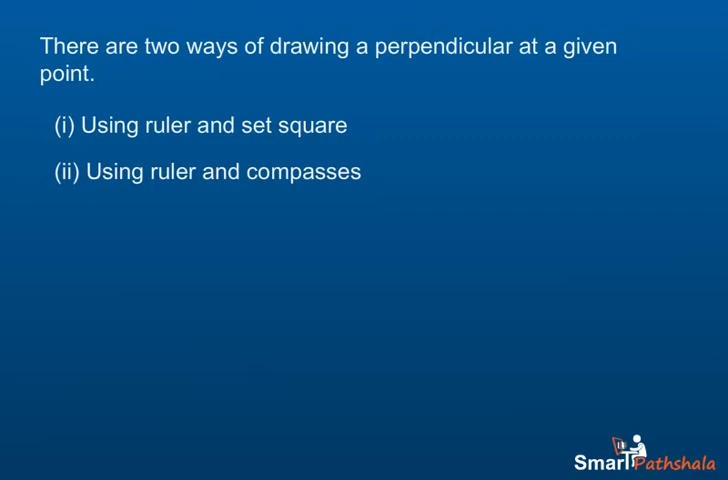 There are two ways of drawing a perpendicular at a given
point.
(i) Using ruler and set square
(ii) Using ruler and compasses
SmarTPathshala